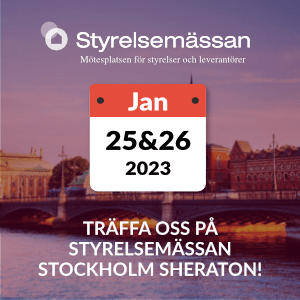 Styrelsemässan
Mötesplatsen för styrelser och leverantörer
Jan
25&26
2023
TRÄFFA OSS PÅ
STYRELSEMÄSSAN
STOCKHOLM SHERATON!